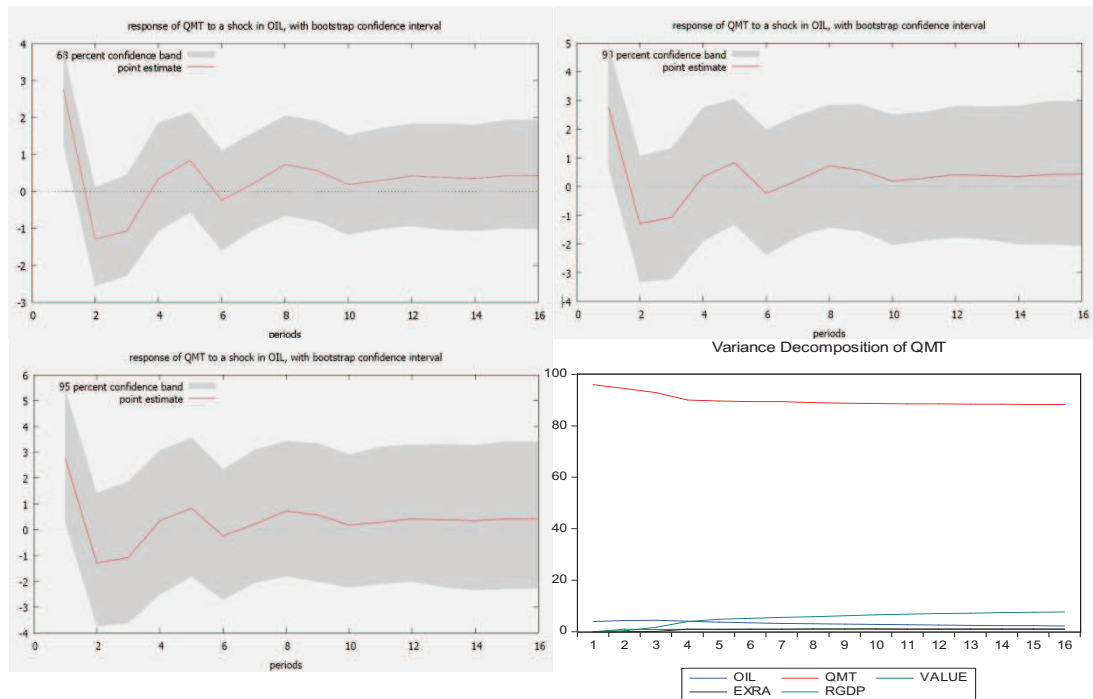 response of QMT to a shock in OIL, with bootstrap confidence interval
4
3
2
1
0
-1
-2
-3
68 percent confidence band
point estimate
0 2 4 6 8 10 12 14 16
periods
response of QMT to a shock in OIL, with bootstrap confidence interval
5
4
3
2
1
0
-1
-2
-3
-4
percent confidence band
point estimate
0 2 4 6 8 10 12 14 16
periods
response of QMT to a shock in OIL, with bootstrap confidence interval
6
5
4
3
2
1
0
-1
-2
-3
-4
95 percent confidence band
point estimate
0 2 4 6 8 10 12 14 16
periods
Variance Decomposition of QMT
100
80
60
40
20
0
1 2 3 4 5 6 7 8 9 10 11 12 13 14 15 16
OIL QMT VALUE
EXRA RGDP